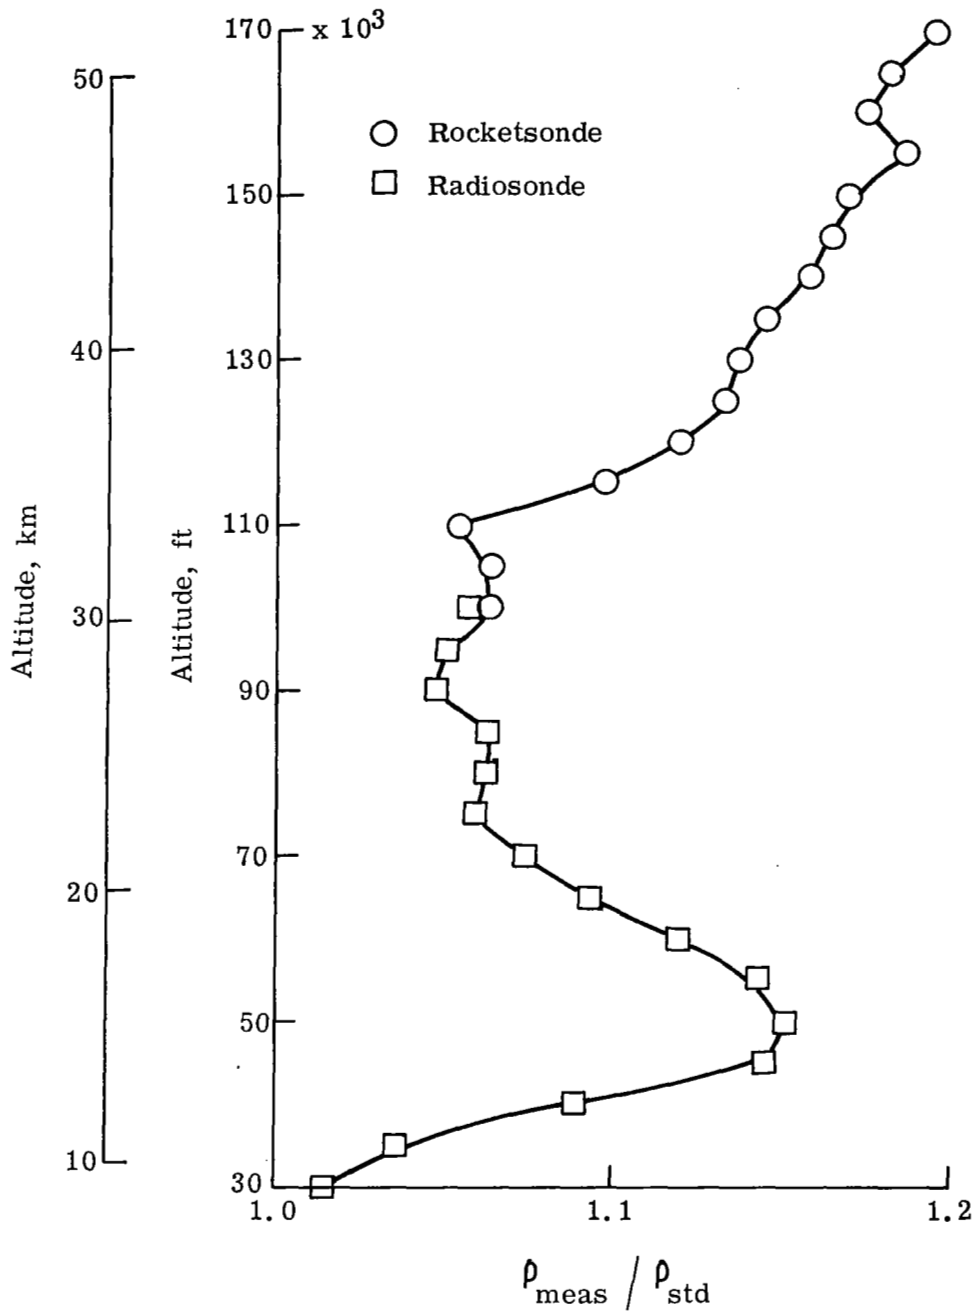 170 x 10³
50
Rocketsonde
Radiosonde
150
40
130
110
30
90
70
20
50
10
30
Altitude, km
Altitude, ft
1.0 1.1 1.2
ρmeas / ρstd